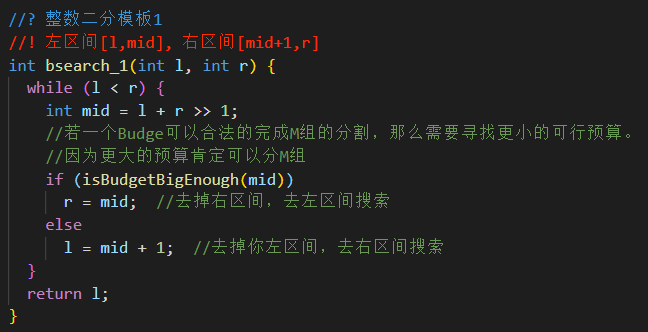 //? 整数二分模板1
//! 左区间[l,mid], 右区间[mid+1,r]
int bsearch_1(int l, int r) {
while (l < r) {
int mid = l + r >> 1;
//若一个Budge可以合法的完成M组的分割，那么需要寻找更小的可行预算。
//因为更大的预算肯定可以分M组
if (isBudgetBigEnough(mid))
r = mid;  //去掉右区间，去左区间搜索
else
l = mid + 1;  //去掉你左区间，去右区间搜索
}
return l;
}